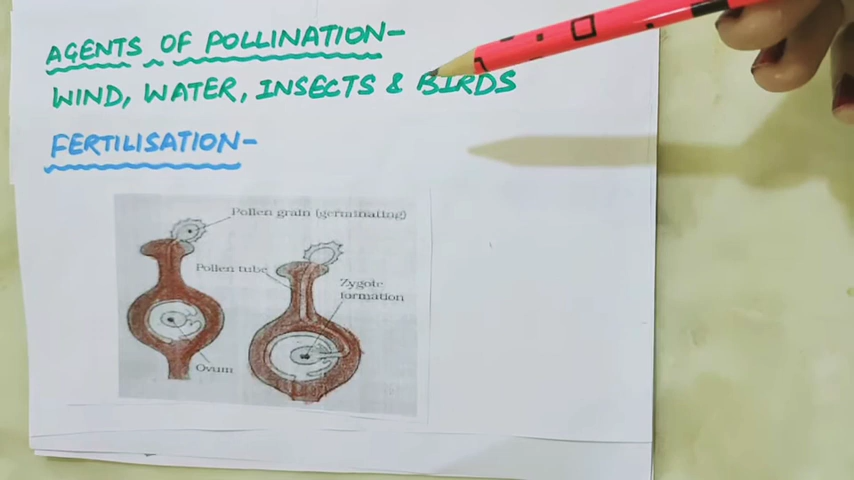 AGENTS OF POLLINATION-
WIND, WATER, INSECTS & BIRDS
FERTILISATION-
Pollen grain (germinating)
Pollen tube
Zygote
formation
Ovum